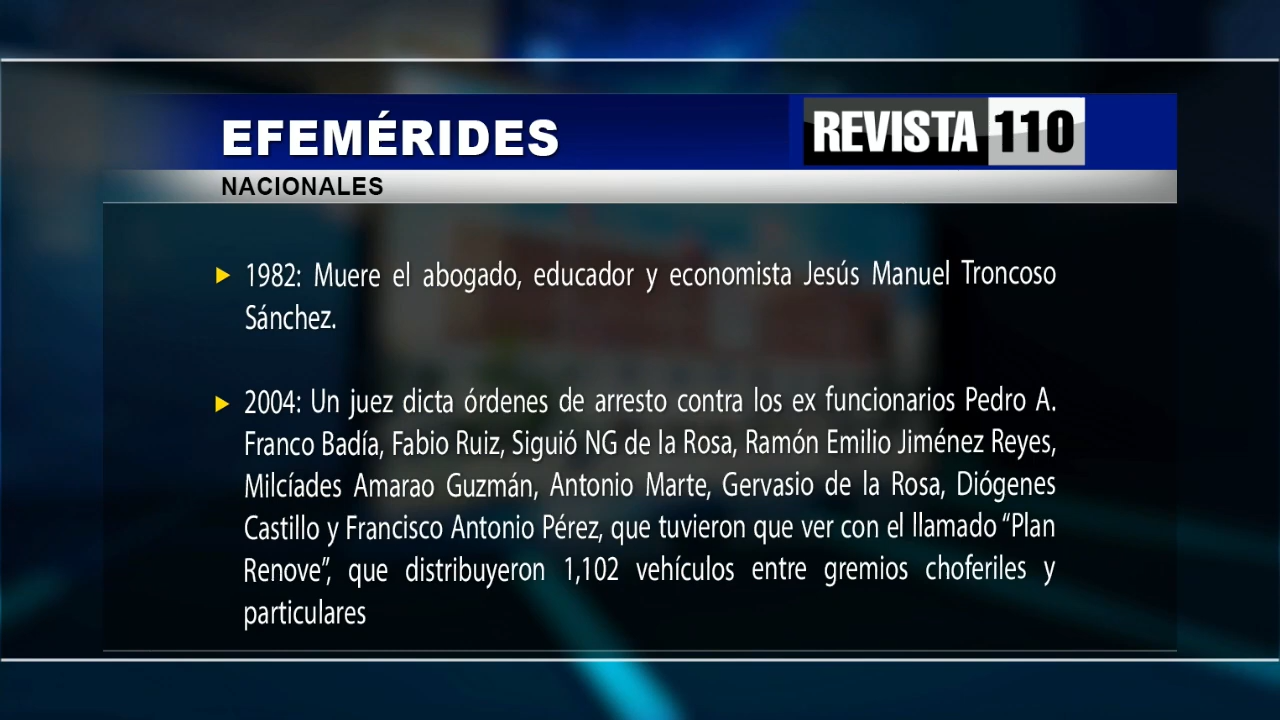 EFEMÉRIDES
REVISTA 110
NACIONALES
1982: Muere el abogado, educador y economista Jesús Manuel Troncoso
Sánchez.
2004: Un juez dicta órdenes de arresto contra los ex funcionarios Pedro A.
Franco Badía, Fabio Ruiz, Siguió NG de la Rosa, Ramón Emilio Jiménez Reyes,
Milcíades Amarao Guzmán, Antonio Marte, Gervasio de la Rosa, Diógenes
Castillo y Francisco Antonio Pérez, que tuvieron que ver con el llamado “Plan
Renove”, que distribuyeron 1,102 vehículos entre gremios choferiles y
particulares